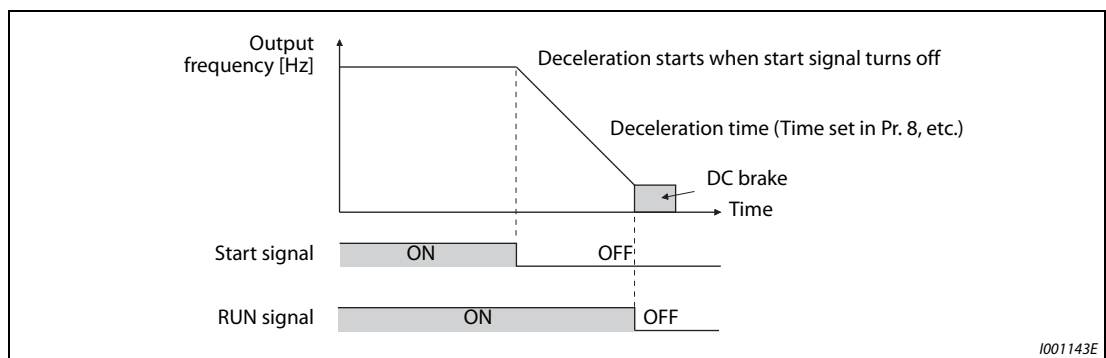 Output
frequency [Hz]
Deceleration starts when start signal turns off
Deceleration time (Time set in Pr. 8, etc.)
DC brake
Time
Start signal
ON
OFF
RUN signal
ON
OFF
I001143E